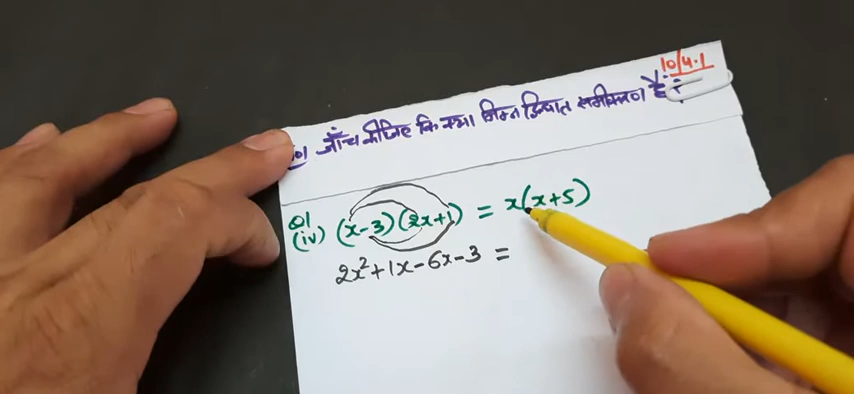 10/4.1
Q1 जाँच कीजिए कि क्या निम्न द्विघात समीकरण हैं :
Q1
(iv) (x-3)(2x+1) = x(x+5)
2x²+1x-6x-3 =